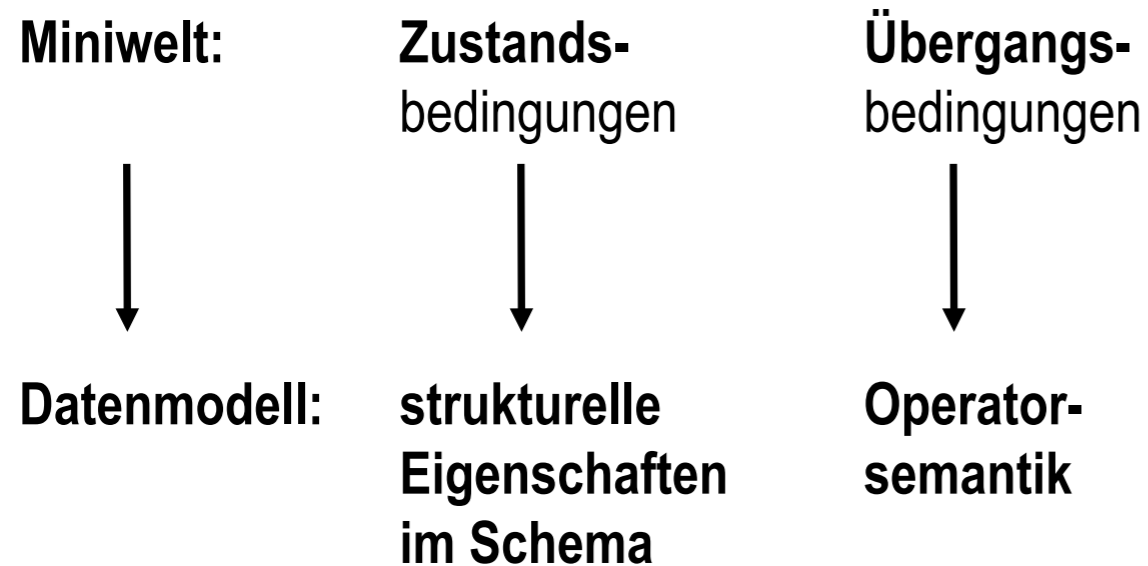 Miniwelt: Zustands- Übergangs-
bedingungen bedingungen
Datenmodell: strukturelle Operator-
Eigenschaften semantik
im Schema